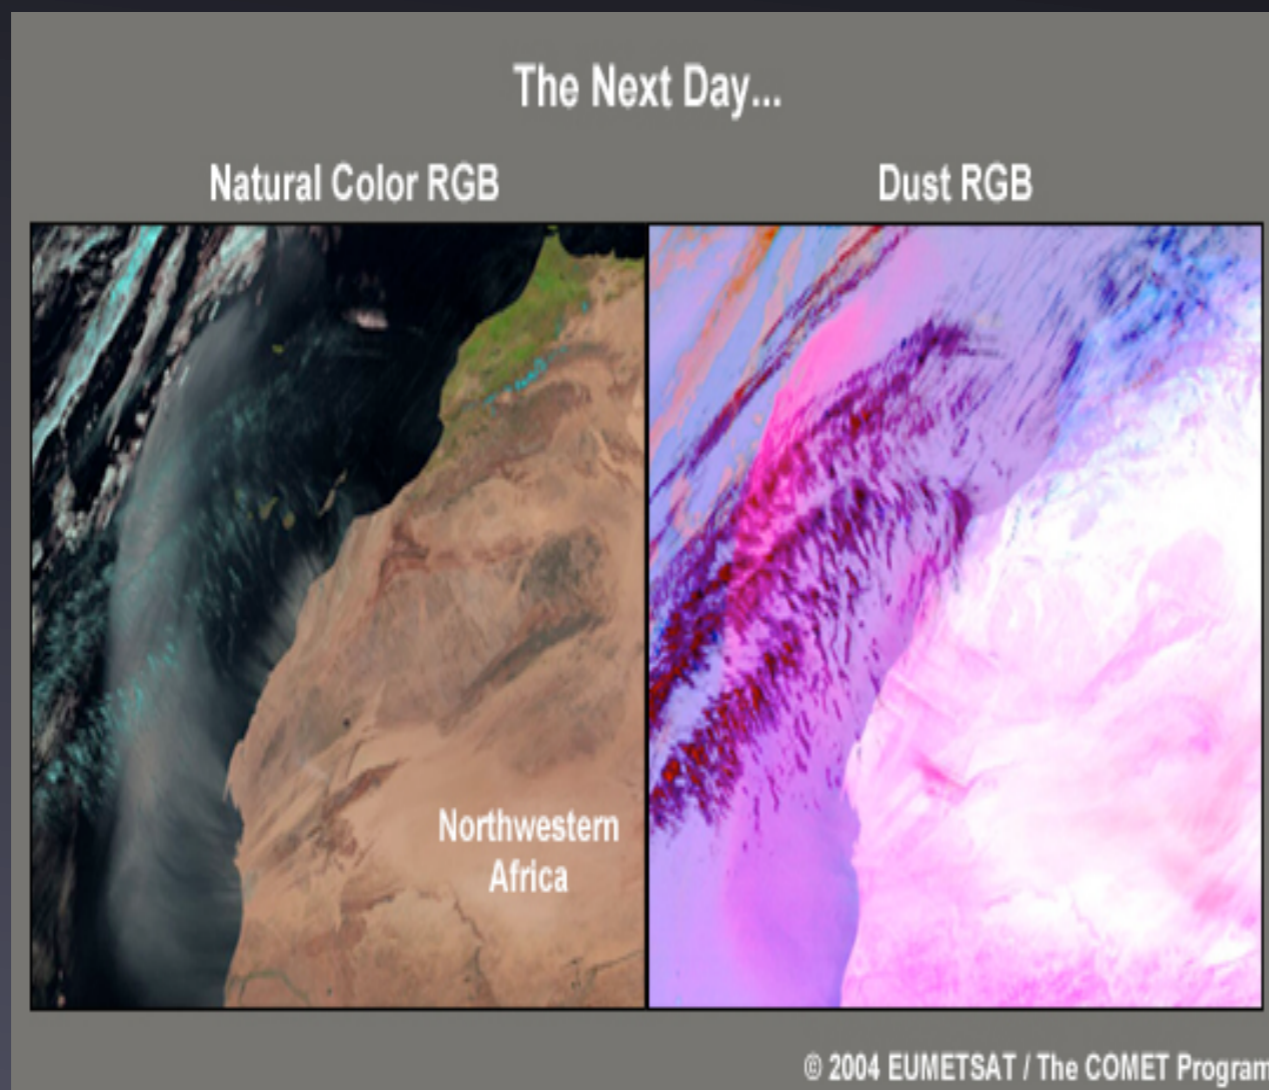 The Next Day...
Natural Color RGB
Dust RGB
Northwestern
Africa
© 2004 EUMETSAT / The COMET Program